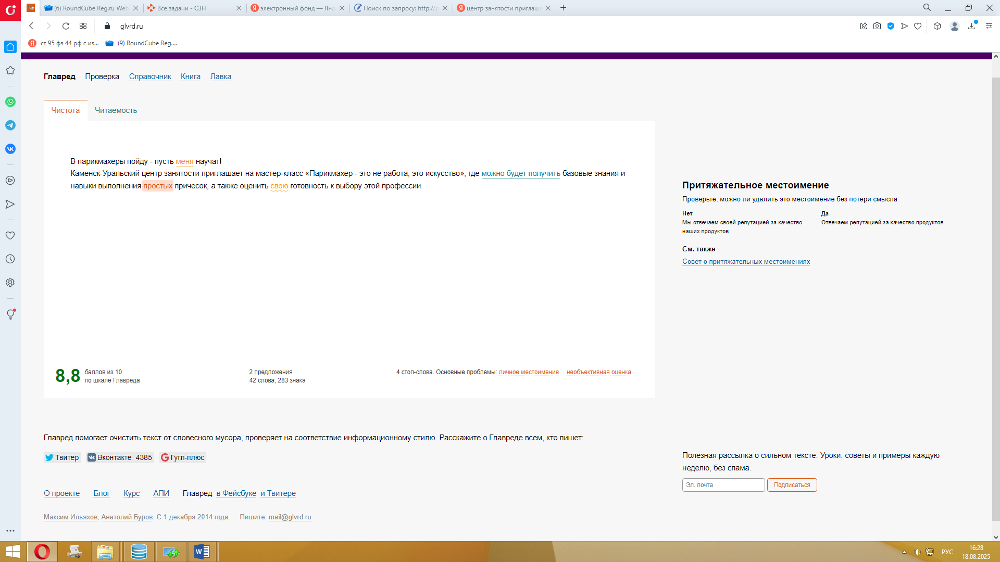 (6) RoundCube Reg.ru Web
Все задачи - СЗН
электронный фонд — Янд
Поиск по запросу: http://p
центр занятости приглаша
glvrd.ru
ст 95 фз 44 рф с из...
(9) RoundCube Reg....
Главред Проверка Справочник Книга Лавка
Чистота Читаемость
В парикмахеры пойду - пусть меня научат!
Каменск-Уральский центр занятости приглашает на мастер-класс «Парикмахер - это не работа, это искусство», где можно будет получить базовые знания и
навыки выполнения простых причесок, а также оценить свою готовность к выбору этой профессии.
Притяжательное местоимение
Проверьте, можно ли удалить это местоимение без потери смысла
Нет
Мы отвечаем своей репутацией за качество
наших продуктов
Да
Отвечаем репутацией за качество продуктов
См. также
Совет о притяжательных местоимениях
8,8
баллов из 10
по шкале Главреда
2 предложения
42 слова, 283 знака
4 стоп-слова. Основные проблемы: личное местоимение необъективная оценка
Главред помогает очистить текст от словесного мусора, проверяет на соответствие информационному стилю. Расскажите о Главреде всем, кто пишет:
Твитер Вконтакте 4385 Гугл-плюс
Полезная рассылка о сильном тексте. Уроки, советы и примеры каждую
неделю, без спама.
Эл. почта Подписаться
О проекте Блог Курс АПИ Главред в Фейсбуке и Твитере
Максим Ильяхов, Анатолий Буров. С 1 декабря 2014 года. Пишите: mail@glvrd.ru
РУС
16:28
18.08.2025